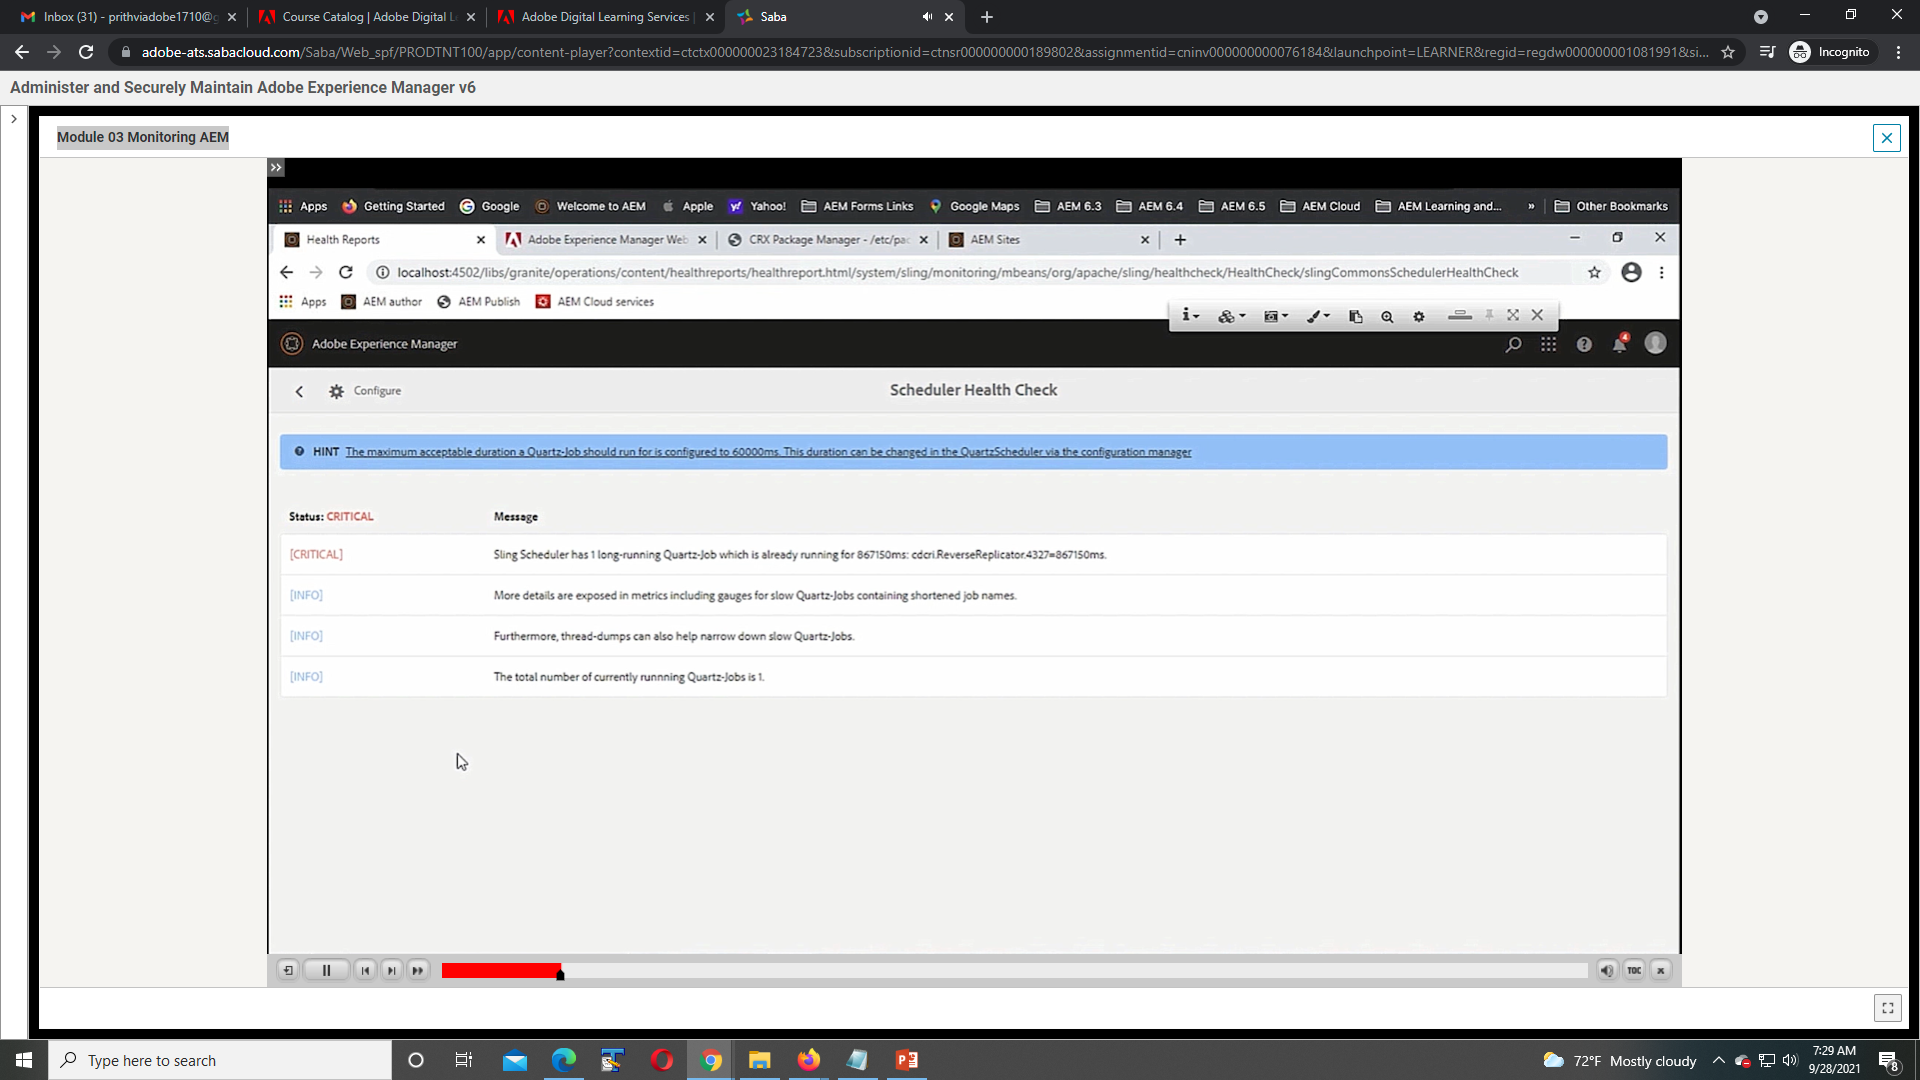 Inbox (31) - prithviadobe1710@g
Course Catalog | Adobe Digital L
Adobe Digital Learning Services |
Saba
adobe-ats.sabacloud.com/Saba/Web_spf/PRODTNT100/app/content-player?contextid=ctctx000000023184723&subscriptionid=ctnsr0000000000189802&assignmentid=cninv000000000076184&launchpoint=LEARNER&regid=regdw000000001081991&si...
Incognito
Administer and Securely Maintain Adobe Experience Manager v6
Module 03 Monitoring AEM
Apps
Getting Started
Google
Welcome to AEM
Apple
Yahoo!
AEM Forms Links
Google Maps
AEM 6.3
AEM 6.4
AEM 6.5
AEM Cloud
AEM Learning and...
»
Other Bookmarks
Health Reports
Adobe Experience Manager Web
CRX Package Manager - /etc/pac
AEM Sites
localhost:4502/libs/granite/operations/content/healthreports/healthreport.html/system/sling/monitoring/mbeans/org/apache/sling/healthcheck/HealthCheck/slingCommonsSchedulerHealthCheck
Apps
AEM author
AEM Publish
AEM Cloud services
Adobe Experience Manager
4
Configure
Scheduler Health Check
HINT The maximum acceptable duration a Quartz-Job should run for is configured to 60000ms. This duration can be changed in the QuartzScheduler via the configuration manager
Status: CRITICAL
Message
[CRITICAL]
Sling Scheduler has 1 long-running Quartz-Job which is already running for 867150ms: cdcri.ReverseReplicator.4327=867150ms.
[INFO]
More details are exposed in metrics including gauges for slow Quartz-Jobs containing shortened job names.
[INFO]
Furthermore, thread-dumps can also help narrow down slow Quartz-Jobs.
[INFO]
The total number of currently runnning Quartz-Jobs is 1.
TOC
Type here to search
72°F Mostly cloudy
7:29 AM
9/28/2021
8